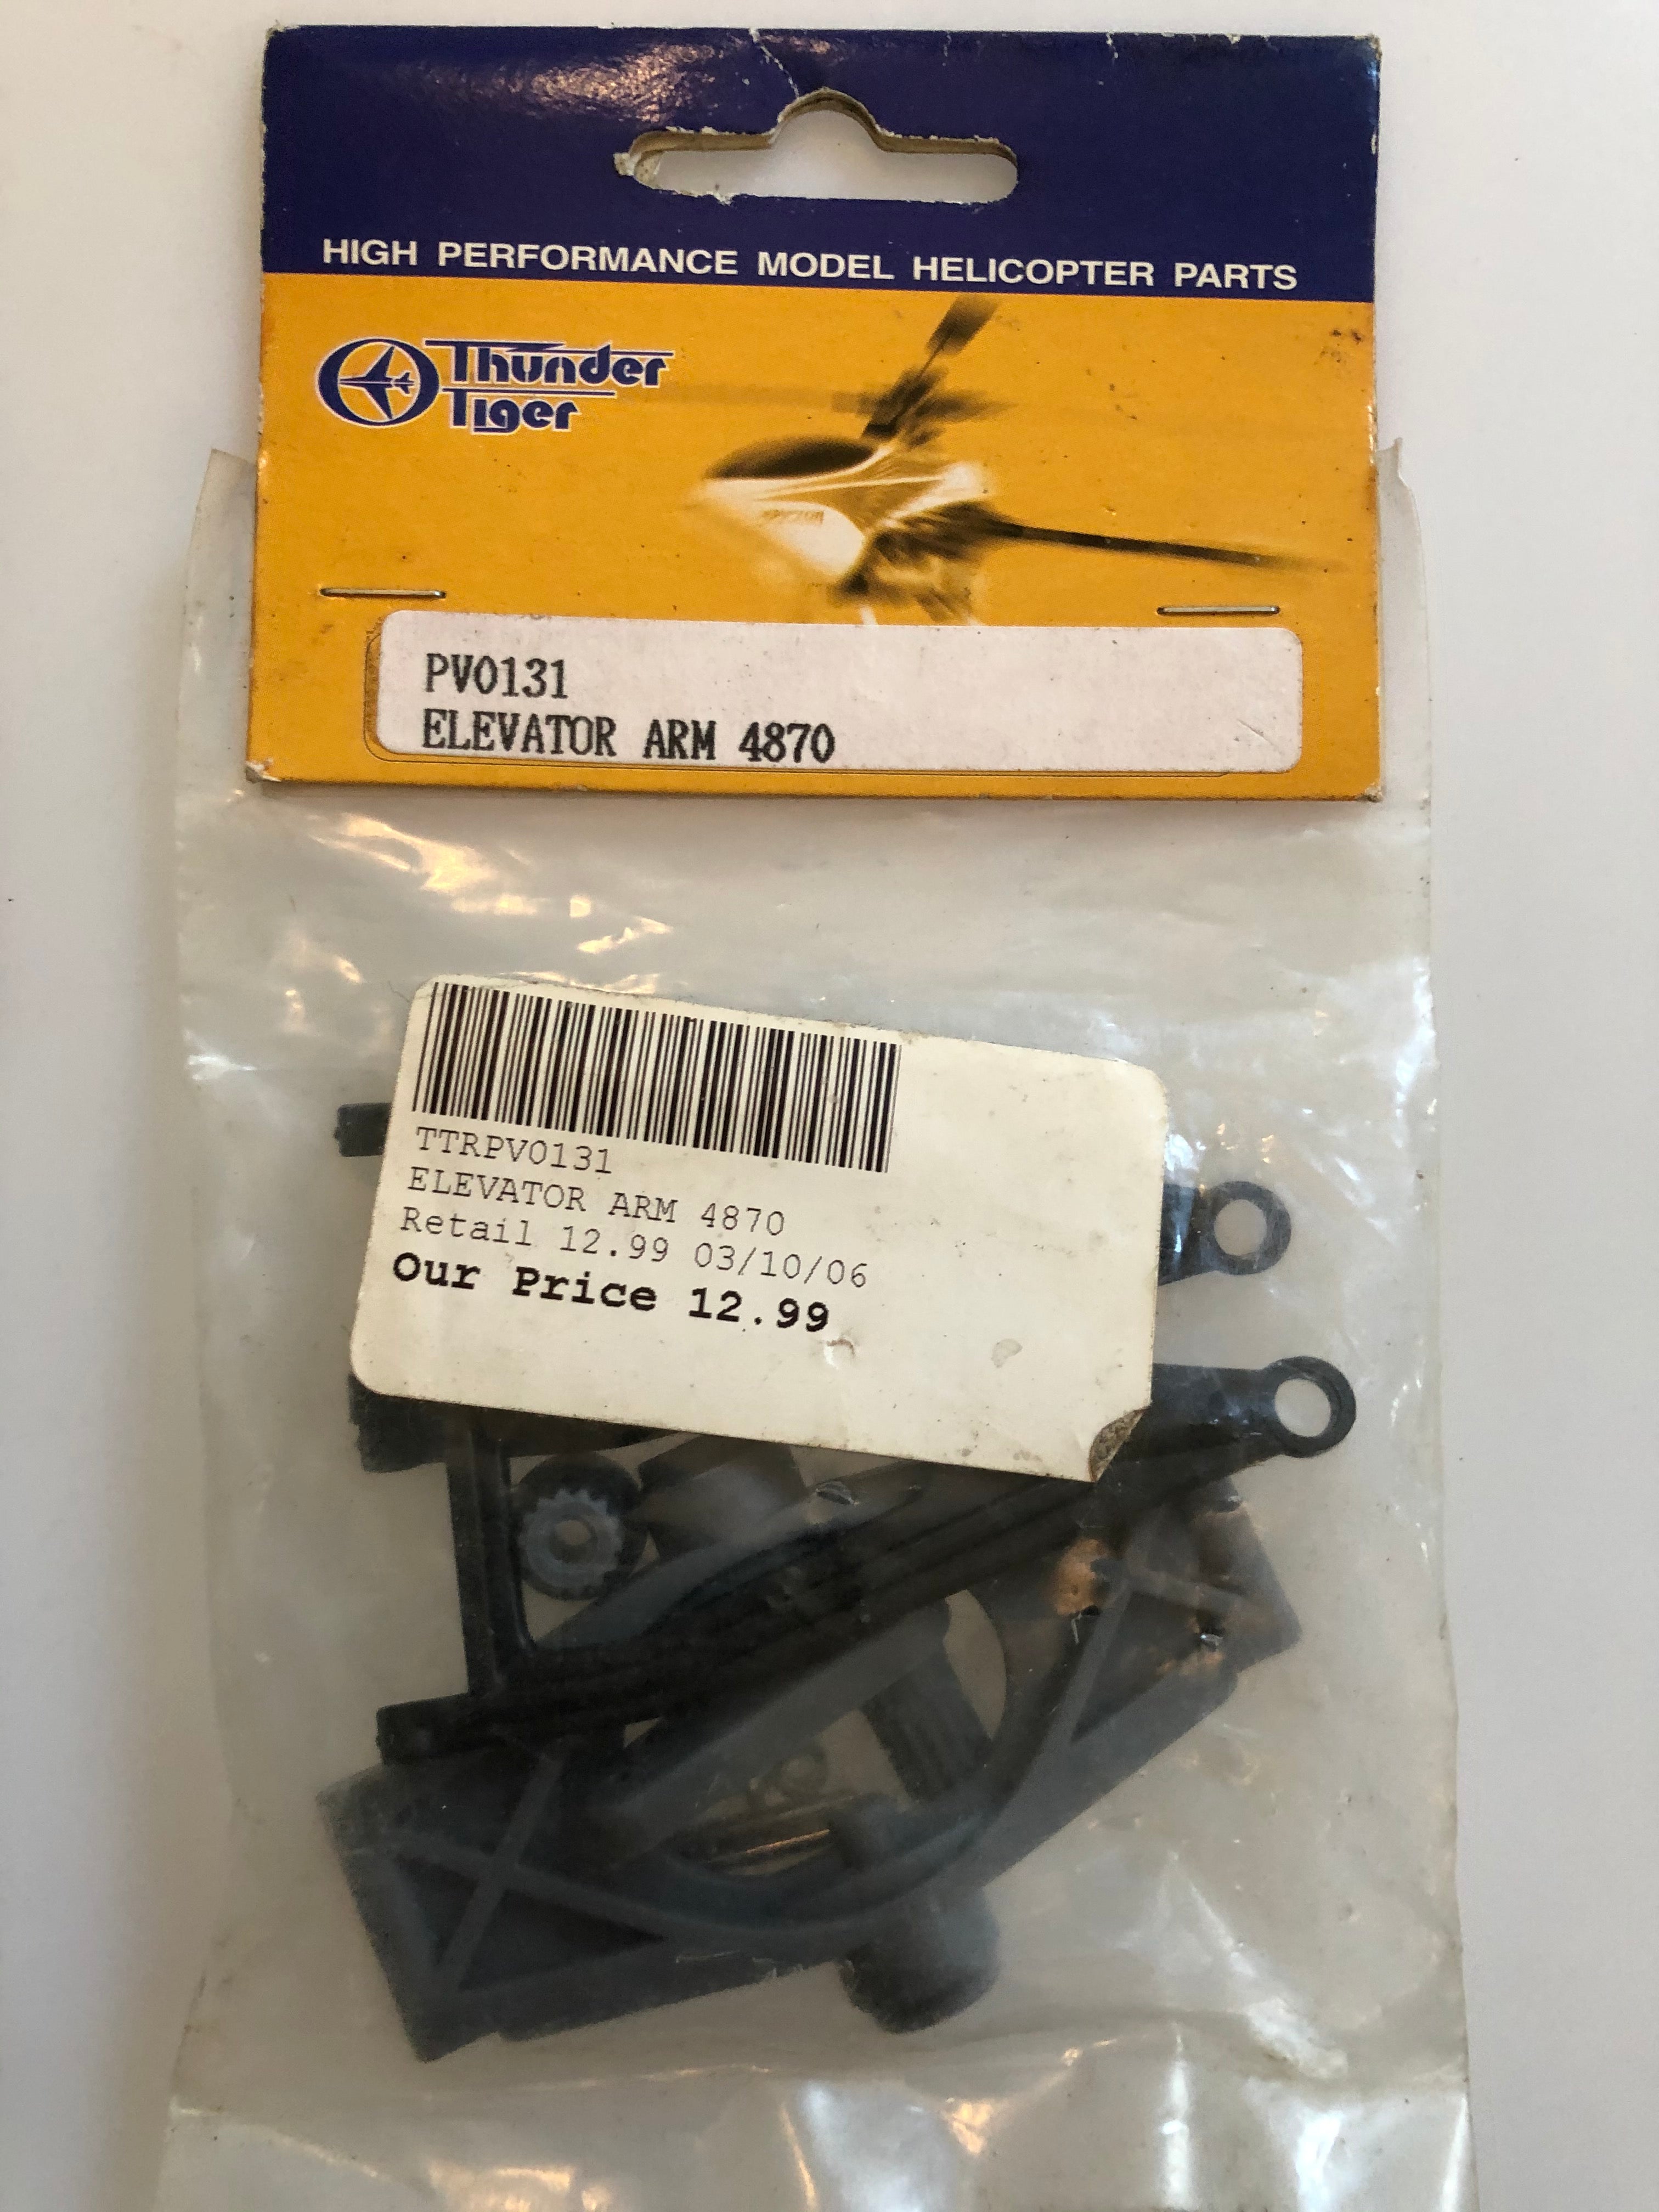 HIGH PERFORMANCE MODEL HELICOPTER PARTS
Thunder
Tiger
PV0131
ELEVATOR ARM 4870
TTRPV0131
ELEVATOR ARM 4870
Retail 12.99 03/10/06
Our Price 12.99